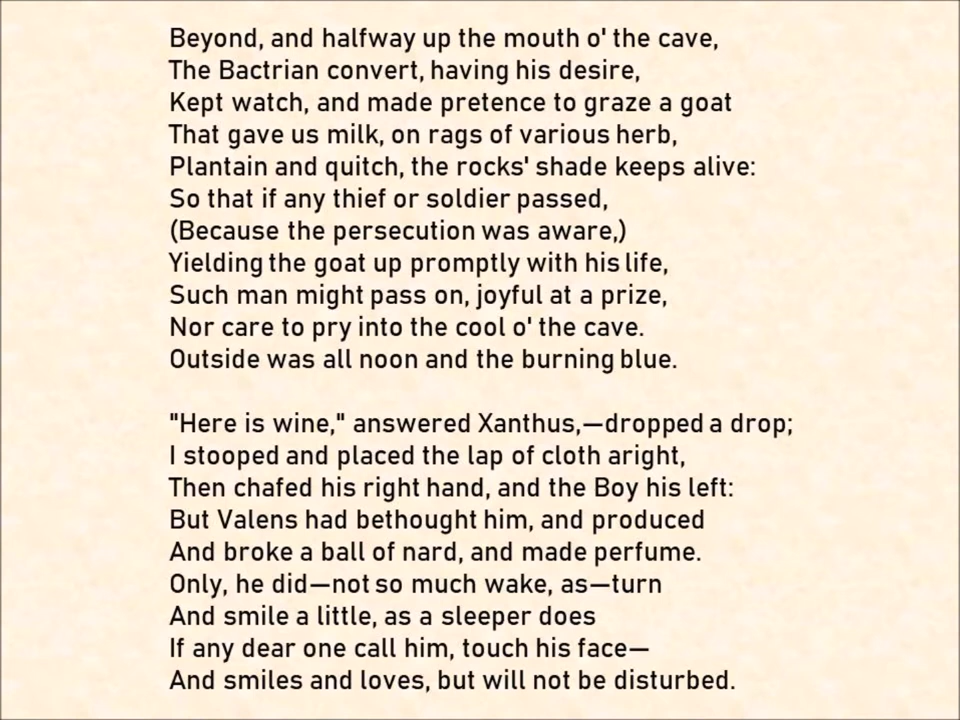 Beyond, and halfway up the mouth o' the cave,
The Bactrian convert, having his desire,
Kept watch, and made pretence to graze a goat
That gave us milk, on rags of various herb,
Plantain and quitch, the rocks' shade keeps alive:
So that if any thief or soldier passed,
(Because the persecution was aware,)
Yielding the goat up promptly with his life,
Such man might pass on, joyful at a prize,
Nor care to pry into the cool o' the cave.
Outside was all noon and the burning blue.
"Here is wine," answered Xanthus,—dropped a drop;
I stooped and placed the lap of cloth aright,
Then chafed his right hand, and the Boy his left:
But Valens had bethought him, and produced
And broke a ball of nard, and made perfume.
Only, he did—not so much wake, as—turn
And smile a little, as a sleeper does
If any dear one call him, touch his face—
And smiles and loves, but will not be disturbed.